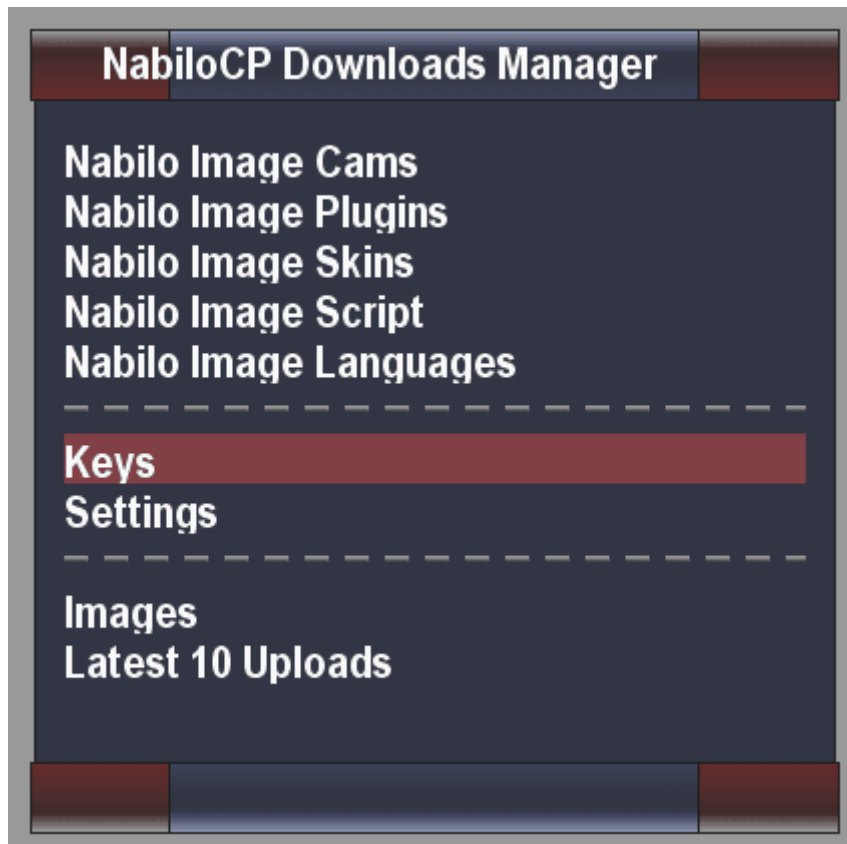 NabiloCP Downloads Manager
Nabilo Image Cams
Nabilo Image Plugins
Nabilo Image Skins
Nabilo Image Script
Nabilo Image Languages
Keys
Settings
Images
Latest 10 Uploads